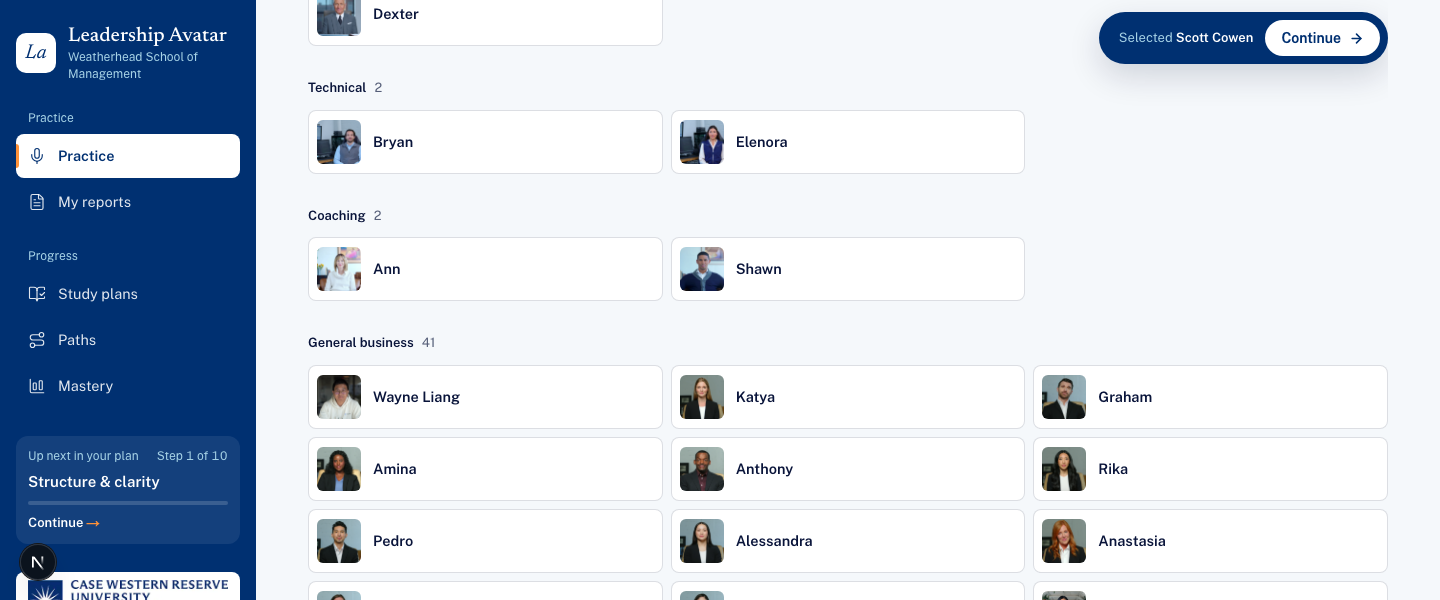 La
Leadership Avatar
Weatherhead School of
Management
Practice
Practice
My reports
Progress
Study plans
Paths
Mastery
Up next in your plan Step 1 of 10
Structure & clarity
Continue →
N
CASE WESTERN RESERVE
UNIVERSITY
Selected Scott Cowen Continue →
Dexter
Technical 2
Bryan
Elenora
Coaching 2
Ann
Shawn
General business 41
Wayne Liang
Katya
Graham
Amina
Anthony
Rika
Pedro
Alessandra
Anastasia